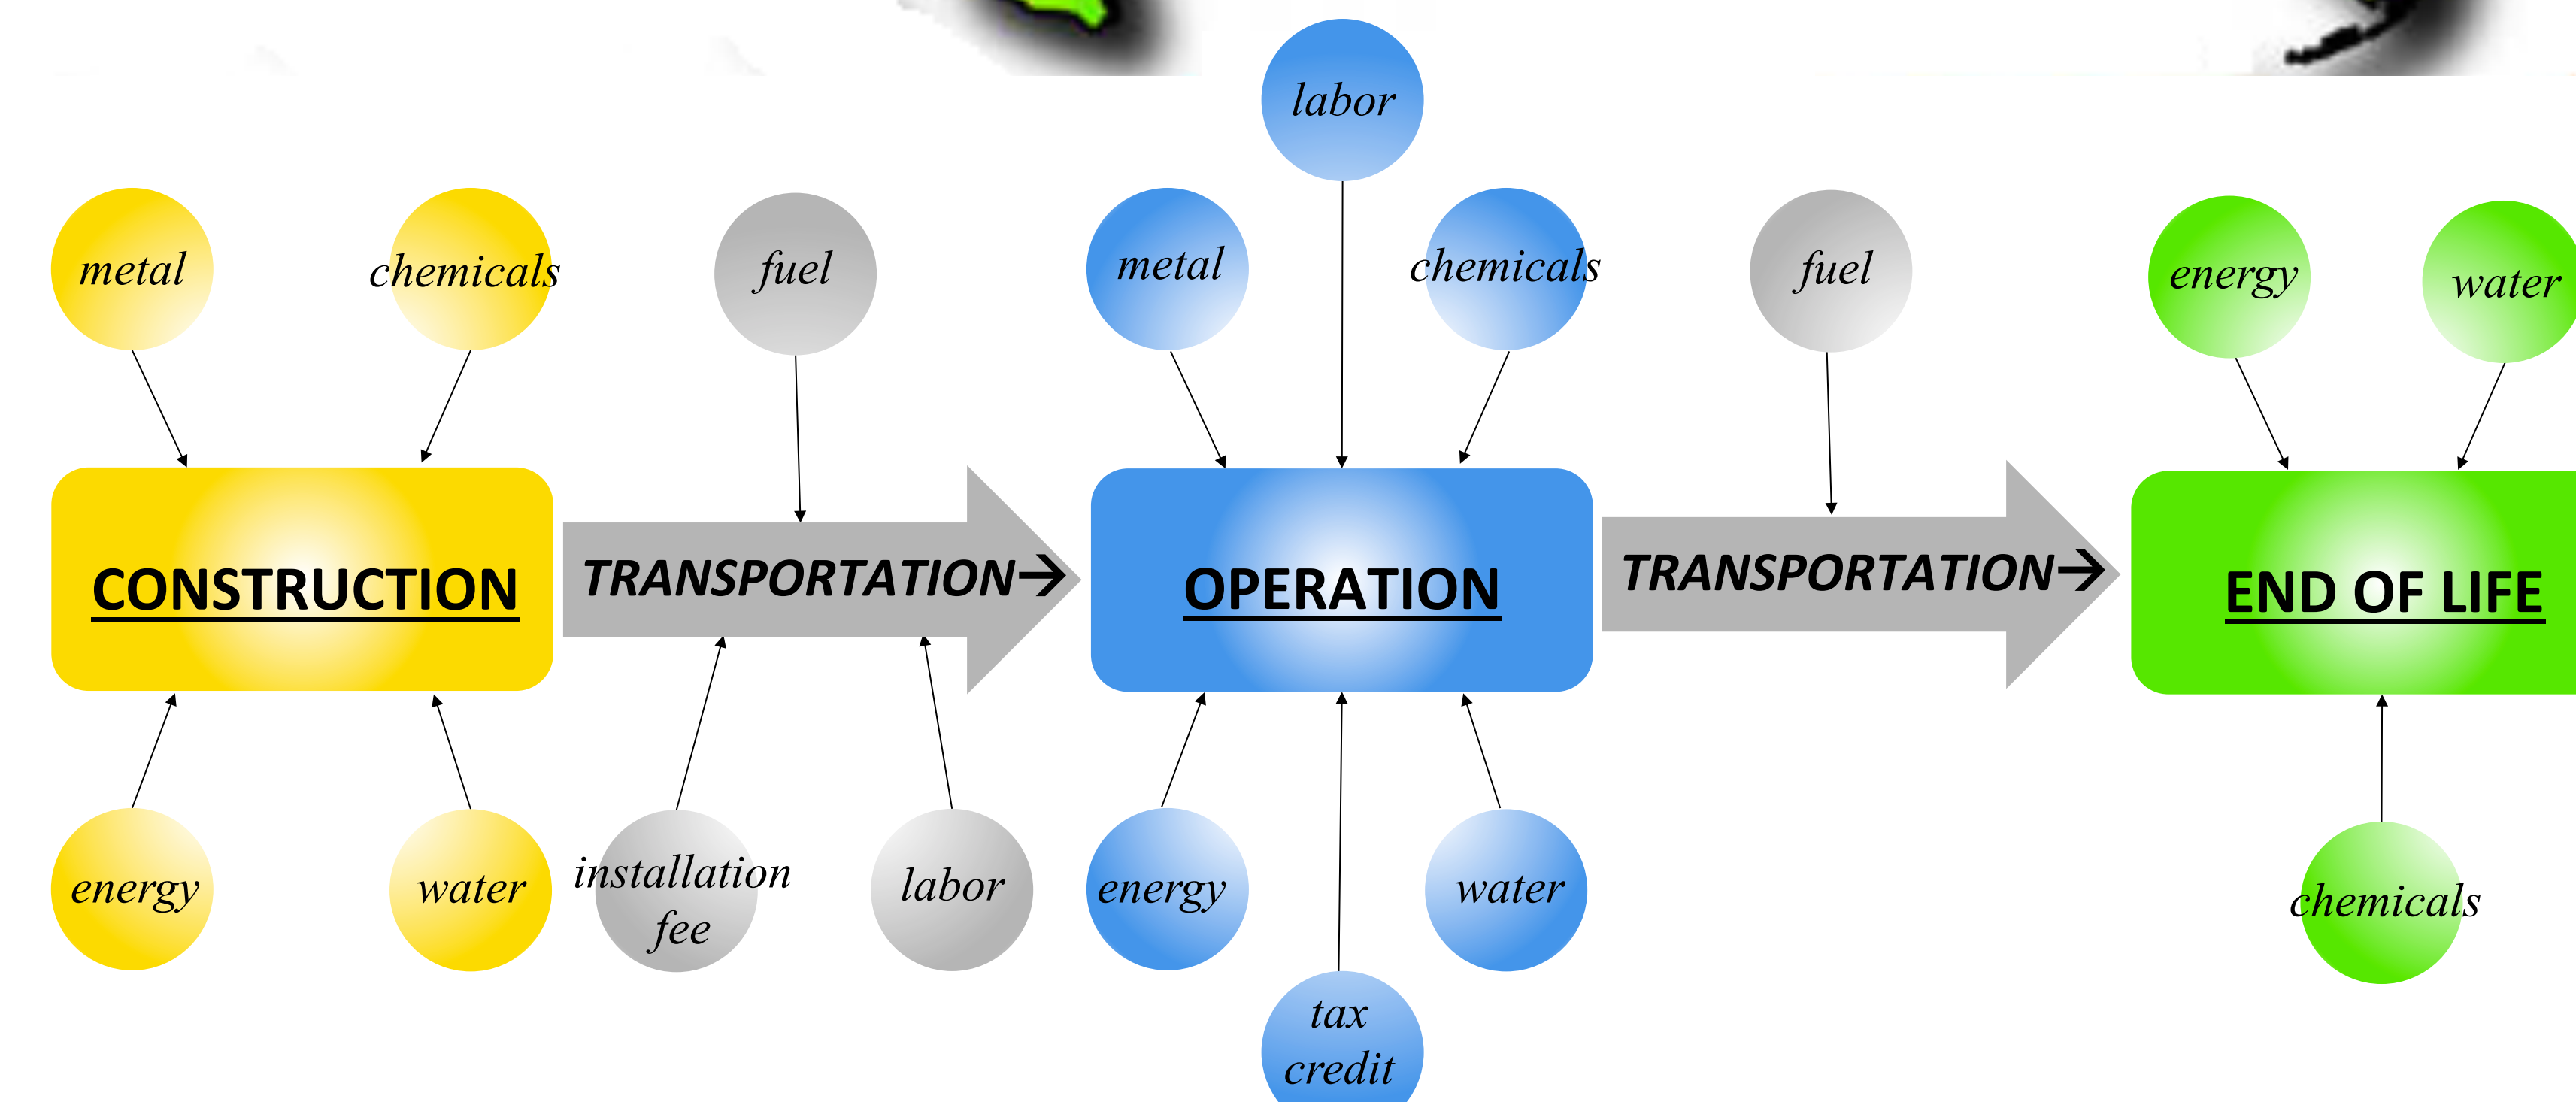 labor
metal
chemicals
fuel
metal
chemicals
fuel
energy
water
CONSTRUCTION
TRANSPORTATION→
OPERATION
TRANSPORTATION→
END OF LIFE
energy
water
installation
fee
labor
energy
water
chemicals
tax
credit